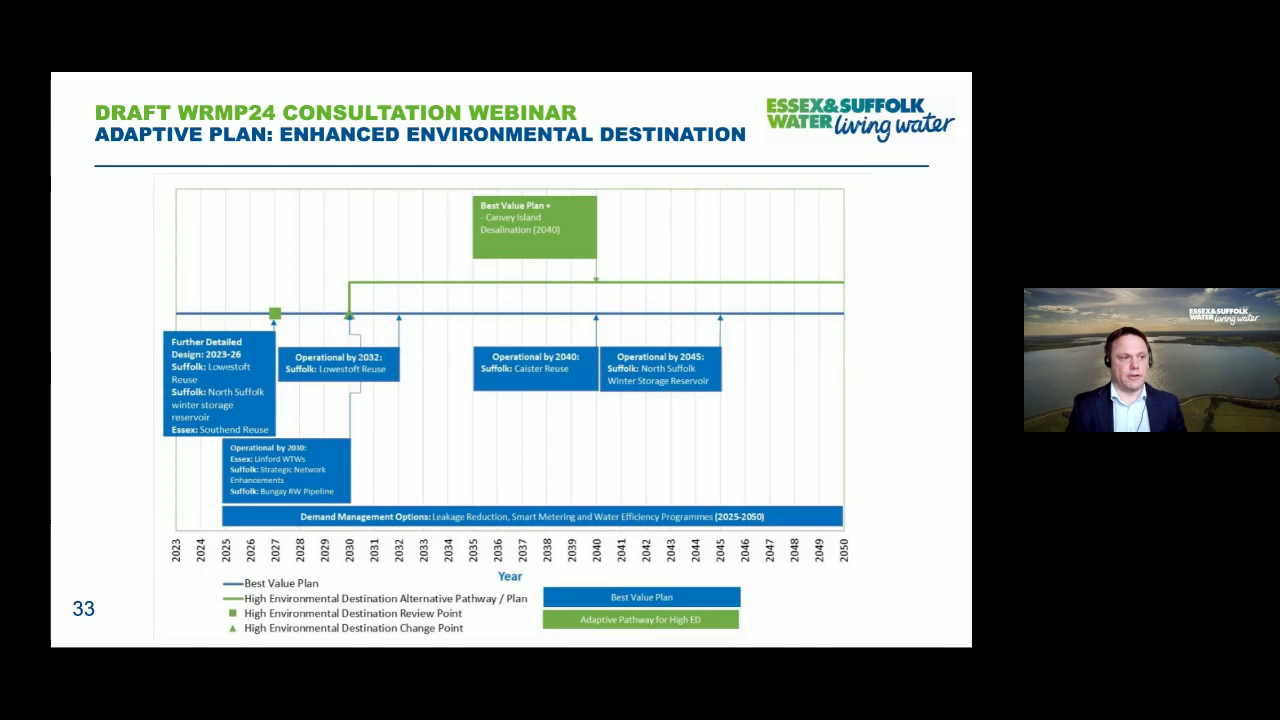 DRAFT WRMP24 CONSULTATION WEBINAR
ADAPTIVE PLAN: ENHANCED ENVIRONMENTAL DESTINATION
ESSEX&SUFFOLK
WATER living water
Best Value Plan +
- Canvey Island
Desalination (2040)
Further Detailed
Design: 2023-26
Suffolk: Lowestoft
Reuse
Suffolk: North Suffolk
winter storage
reservoir
Essex: Southend Reuse
Operational by 2032:
Suffolk: Lowestoft Reuse
Operational by 2040:
Suffolk: Caister Reuse
Operational by 2045:
Suffolk: North Suffolk
Winter Storage Reservoir
Operational by 2030:
Essex: Linford WTWs
Suffolk: Strategic Network
Enhancements
Suffolk: Bungay RW Pipeline
Demand Management Options: Leakage Reduction, Smart Metering and Water Efficiency Programmes (2025-2050)
2023 2024 2025 2026 2027 2028 2029 2030 2031 2032 2033 2034 2035 2036 2037 2038 2039 2040 2041 2042 2043 2044 2045 2046 2047 2048 2049 2050
Year
Best Value Plan
High Environmental Destination Alternative Pathway / Plan
High Environmental Destination Review Point
High Environmental Destination Change Point
Best Value Plan
Adaptive Pathway for High ED
33
ESSEX&SUFFOLK
WATER living water